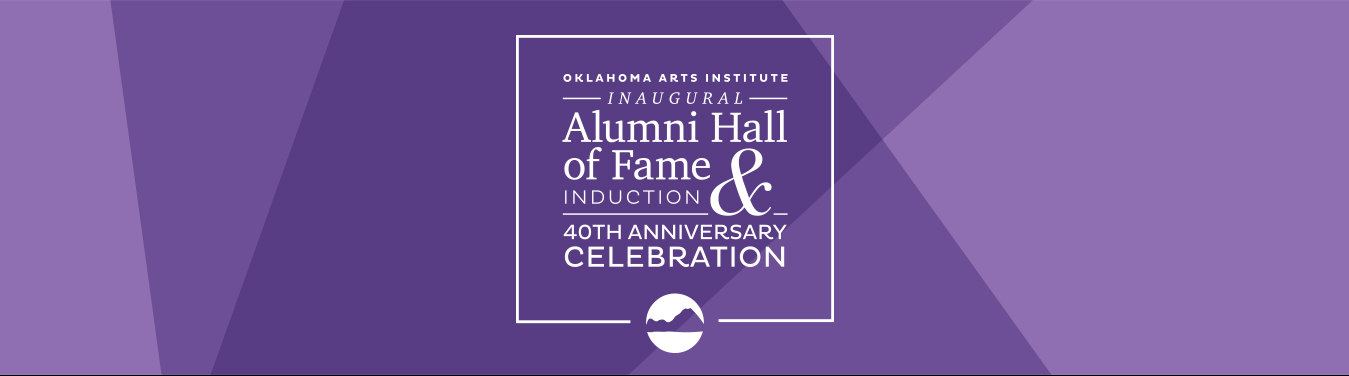 OKLAHOMA ARTS INSTITUTE
INAUGURAL
Alumni Hall
of Fame &
INDUCTION
40TH ANNIVERSARY
CELEBRATION